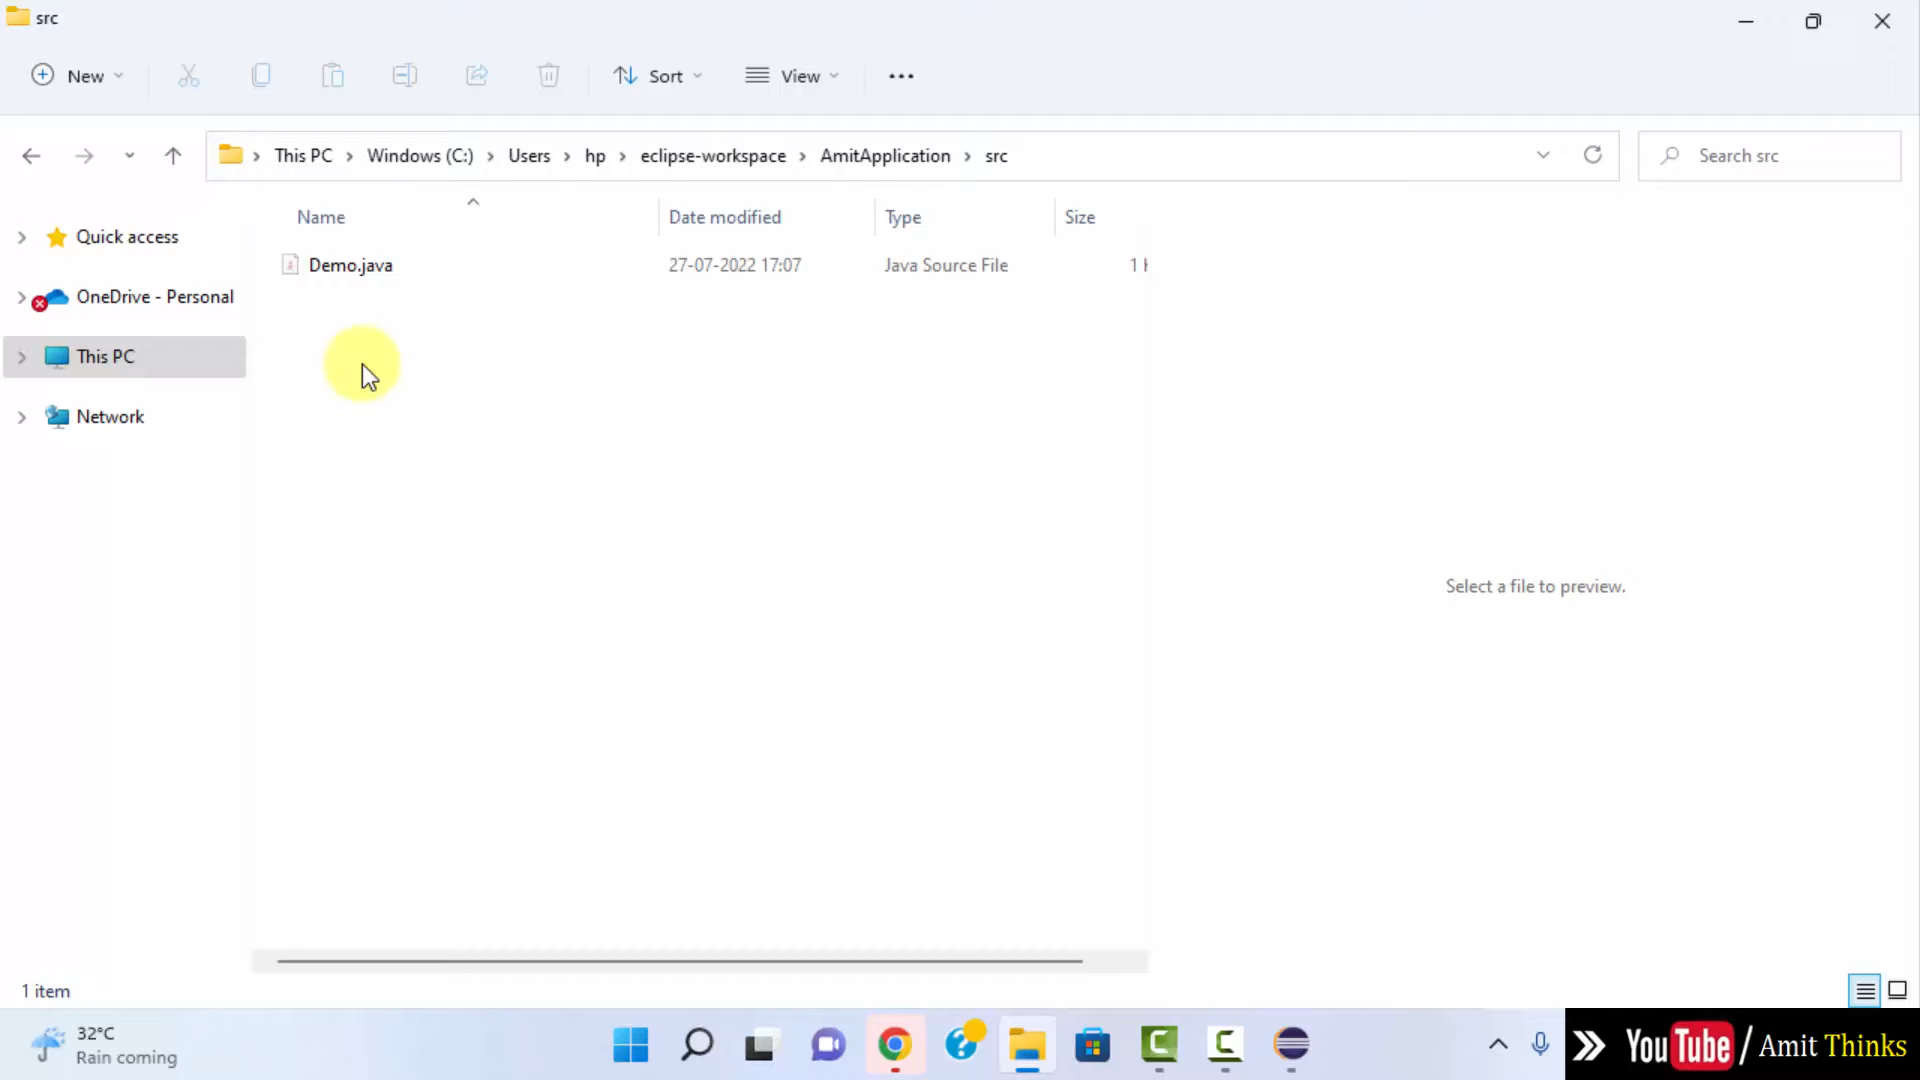 src
New
Sort
View
This PC > Windows (C:) > Users > hp > eclipse-workspace > AmitApplication > src
Search src
Name
Date modified
Type
Size
Quick access
Demo.java
27-07-2022 17:07
Java Source File
1
OneDrive - Personal
This PC
Network
Select a file to preview.
1 item
32°C
Rain coming
YouTube / Amit Thinks